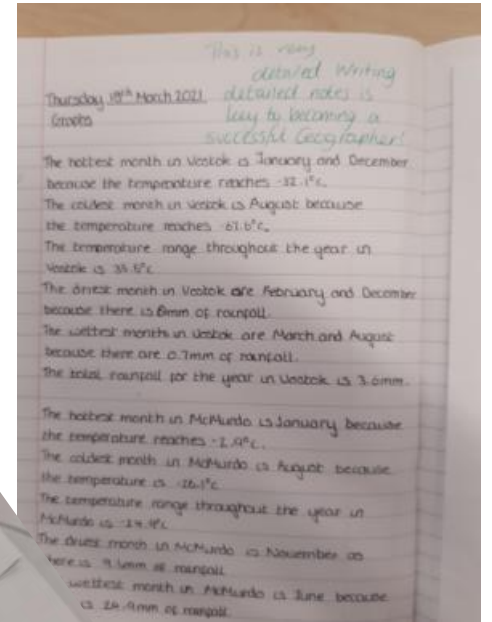 This is very
detailed writing
detailed notes is
key to becoming a
successful Geographer!
Thursday 18th March 2021
Graphs
The hottest month in Vostok is January and December
because the temperature reaches -32.1°c.
The coldest month in Vostok is August because
the temperature reaches -67.6°c.
The temperature range throughout the year in
Vostok is 35.5°c
The driest month in Vostok are February and December
because there is 0mm of rainfall.
The wettest months in Vostok are March and August
because there are 0.7mm of rainfall.
The total rainfall for the year in Vostok is 3.6mm.
The hottest month in McMurdo is January because
the temperature reaches -2.9°c.
The coldest month in McMurdo is August because
the temperature is
The temperature range throughout the year in
McMurdo is
The driest month in McMurdo is November as
there is mm of rainfall
wettest month in McMurdo is June because
is 24.9mm of rainfall.